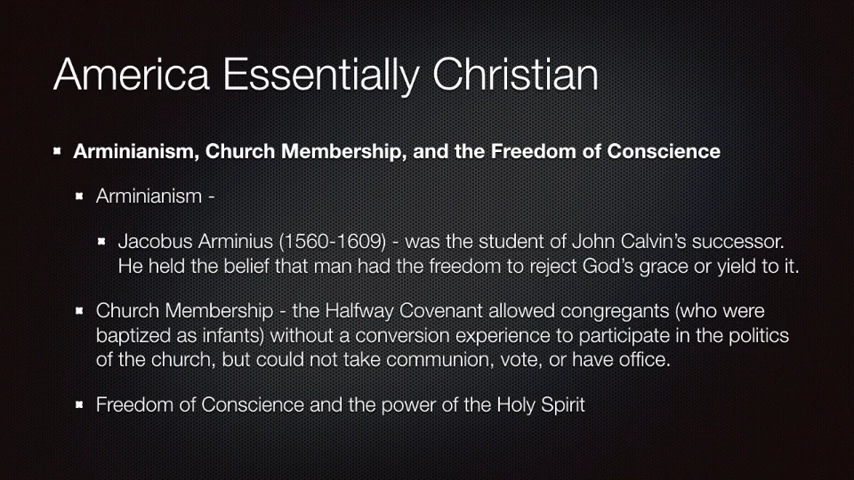 America Essentially Christian
Arminianism, Church Membership, and the Freedom of Conscience
Arminianism -
Jacobus Arminius (1560-1609) - was the student of John Calvin's successor.
He held the belief that man had the freedom to reject God's grace or yield to it.
Church Membership - the Halfway Covenant allowed congregants (who were
baptized as infants) without a conversion experience to participate in the politics
of the church, but could not take communion, vote, or have office.
Freedom of Conscience and the power of the Holy Spirit